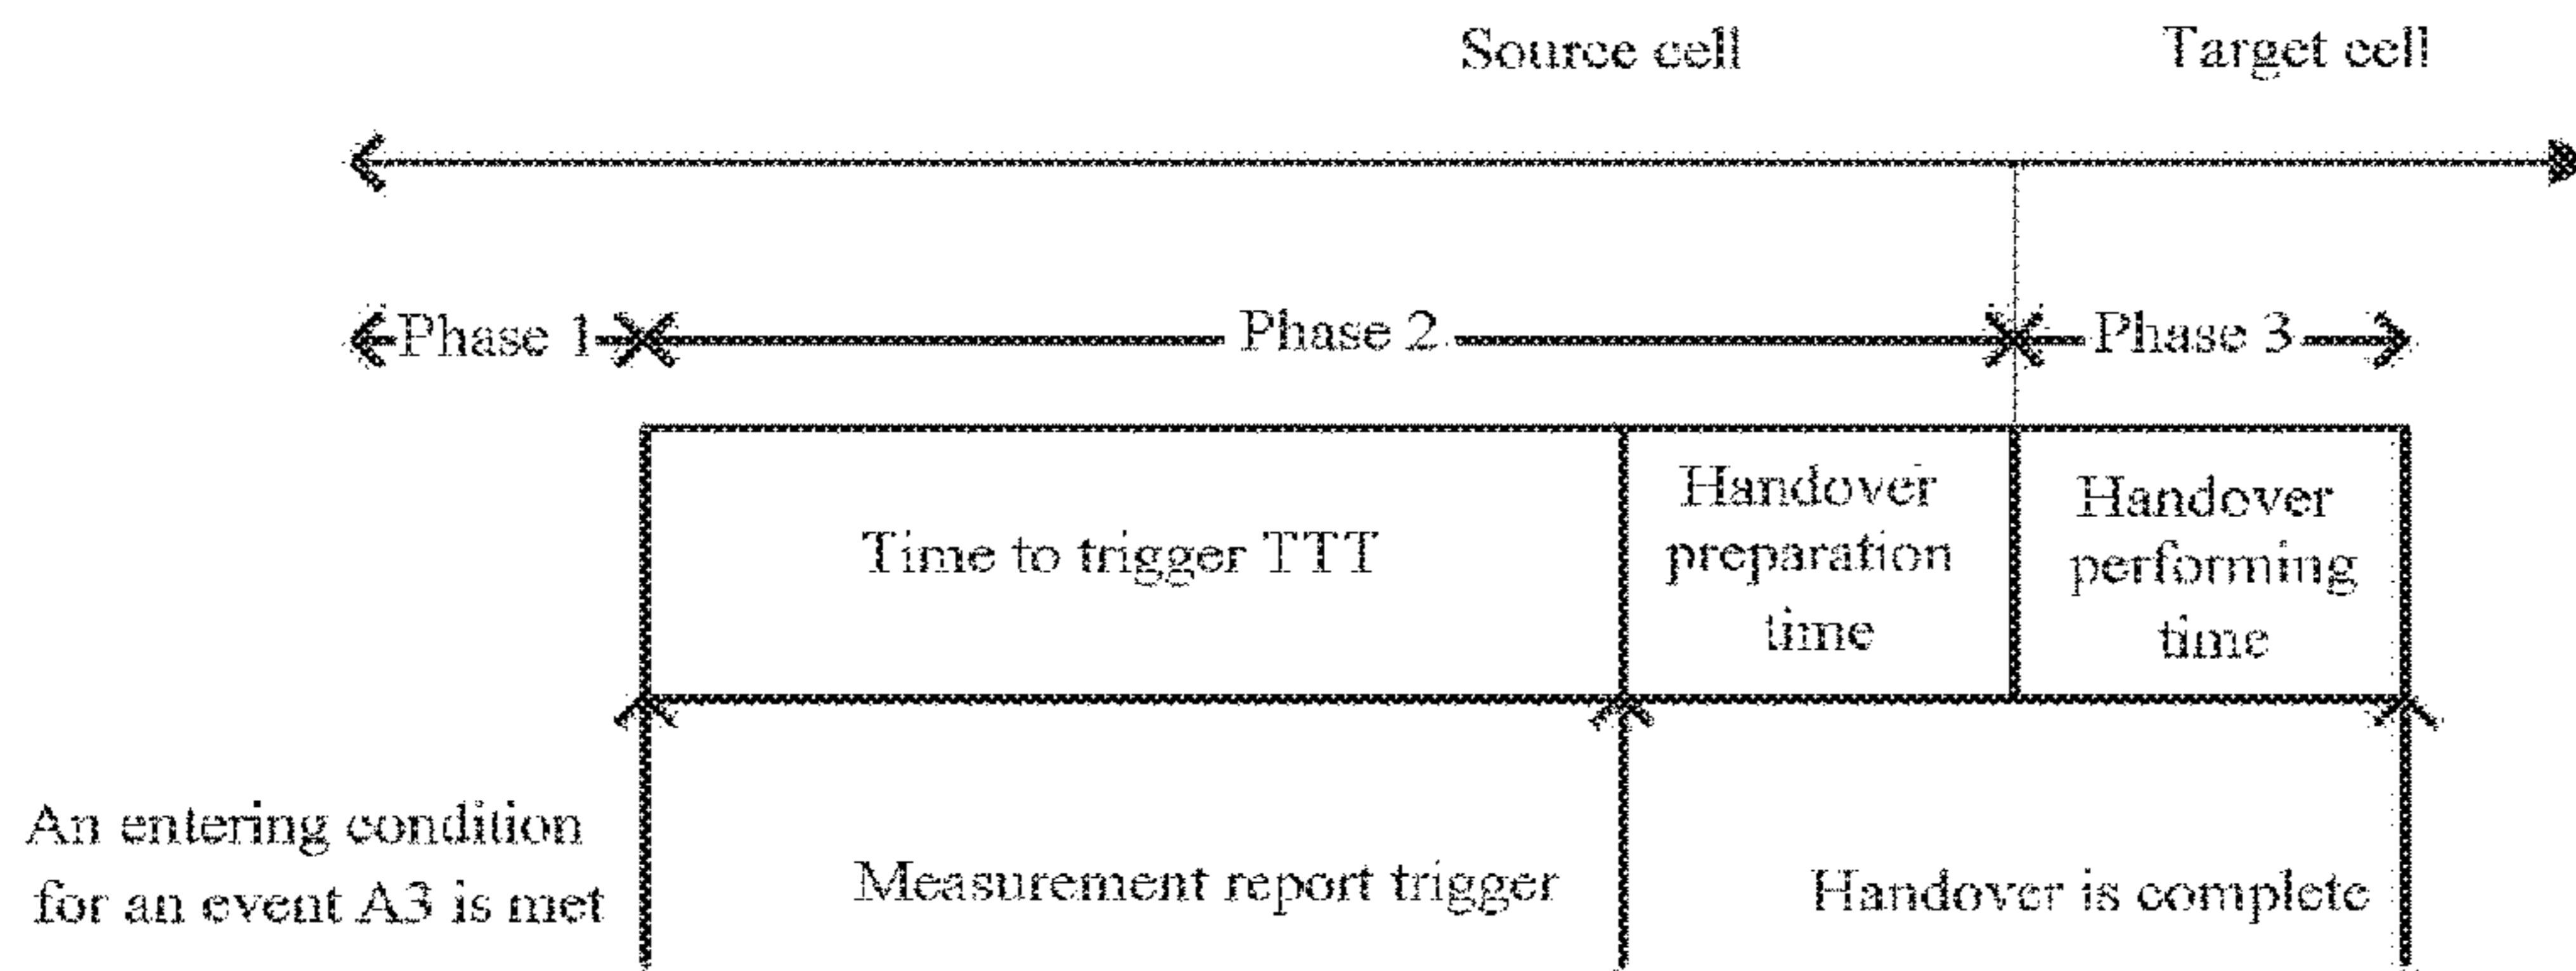 Source cell
Target cell
Phase 1
Phase 2
Phase 3
Time to trigger TTT
Handover
preparation
time
Handover
performing
time
An entering condition
for an event A3 is met
Measurement report trigger
Handover is complete